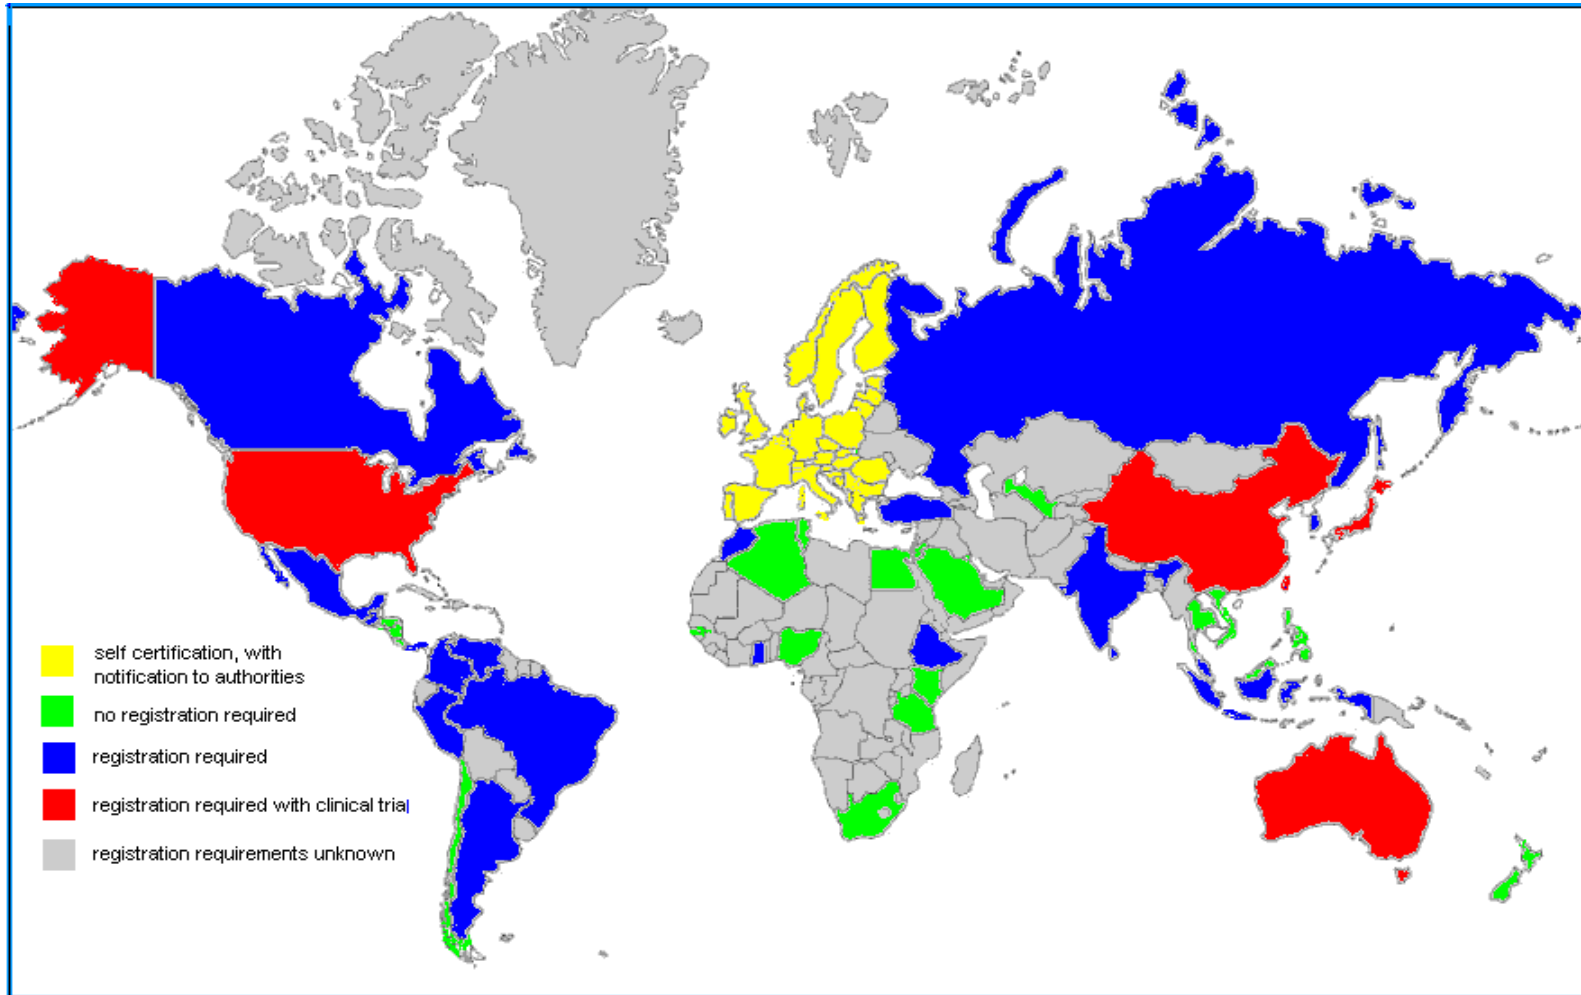 self certification, with
notification to authorities
no registration required
registration required
registration required with clinical trial
registration requirements unknown